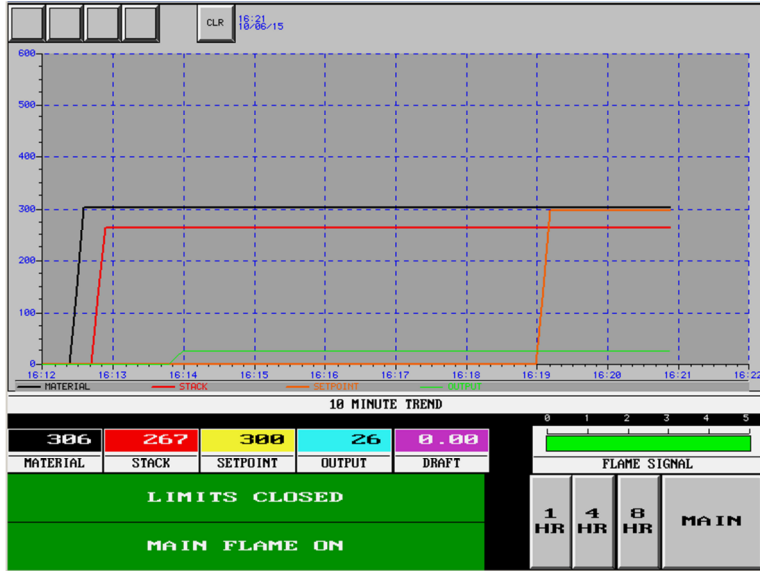 CLR 16:21
10/06/15
600
500
400
300
200
100
0
16:12 16:13 16:14 16:15 16:16 16:17 16:18 16:19 16:20 16:21 16:22
MATERIAL STACK SETPOINT OUTPUT
10 MINUTE TREND
0 1 2 3 4 5
306 267 300 26 0.00
MATERIAL STACK SETPOINT OUTPUT DRAFT
FLAME SIGNAL
LIMITS CLOSED
MAIN FLAME ON
1 HR
4 HR
8 HR
MAIN